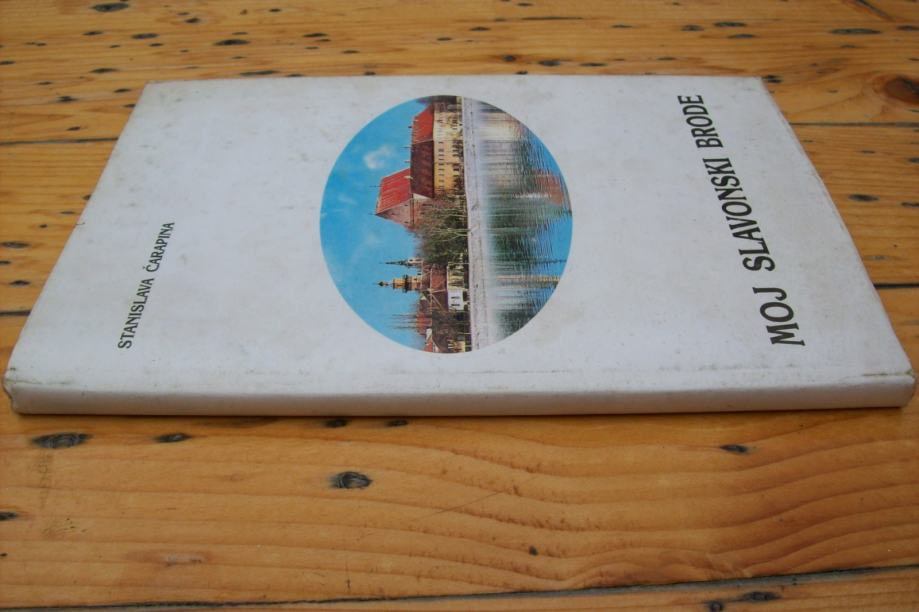 STANISLAVA ČARAPINA
MOJ SLAVONSKI BRODE